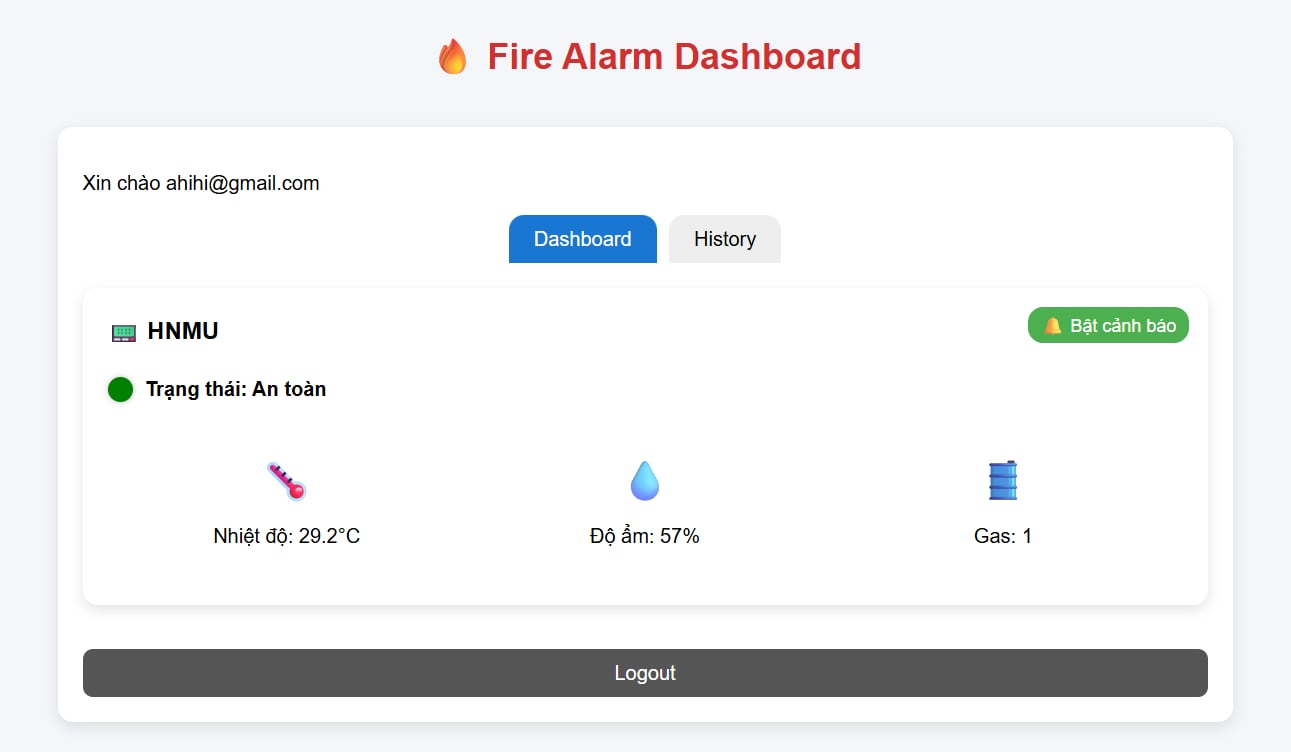 Fire Alarm Dashboard
Xin chào ahihi@gmail.com
Dashboard
History
HNMU
Bật cảnh báo
Trạng thái: An toàn
Nhiệt độ: 29.2°C
Độ ẩm: 57%
Gas: 1
Logout